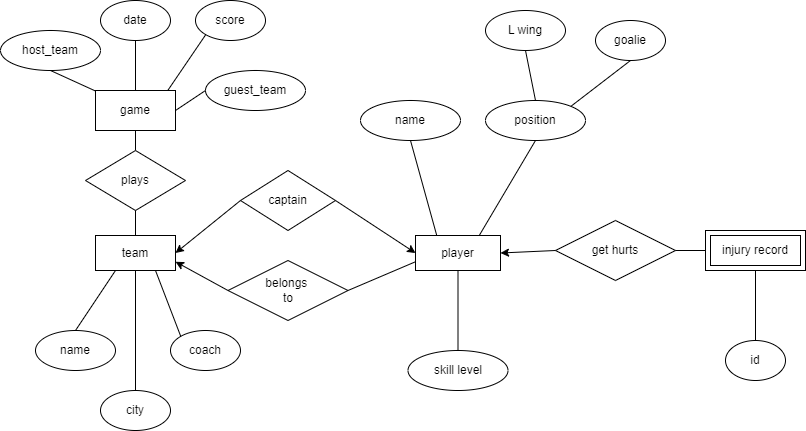 date
score
L wing
goalie
host_team
guest_team
game
name
position
plays
captain
team
player
get hurts
injury record
belongs
to
name
coach
skill level
id
city